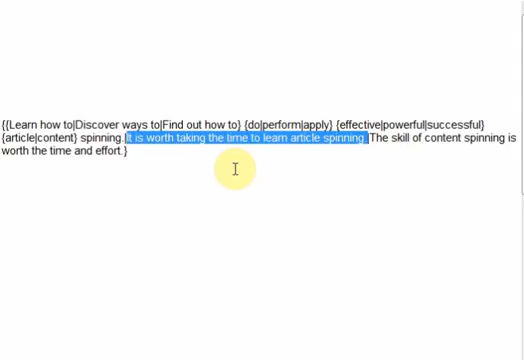 {{Learn how to|Discover ways to|Find out how to} {do|perform|apply} {effective|powerful|successful}
{article|content} spinning.|It is worth taking the time to learn article spinning.|The skill of content spinning is
worth the time and effort.}